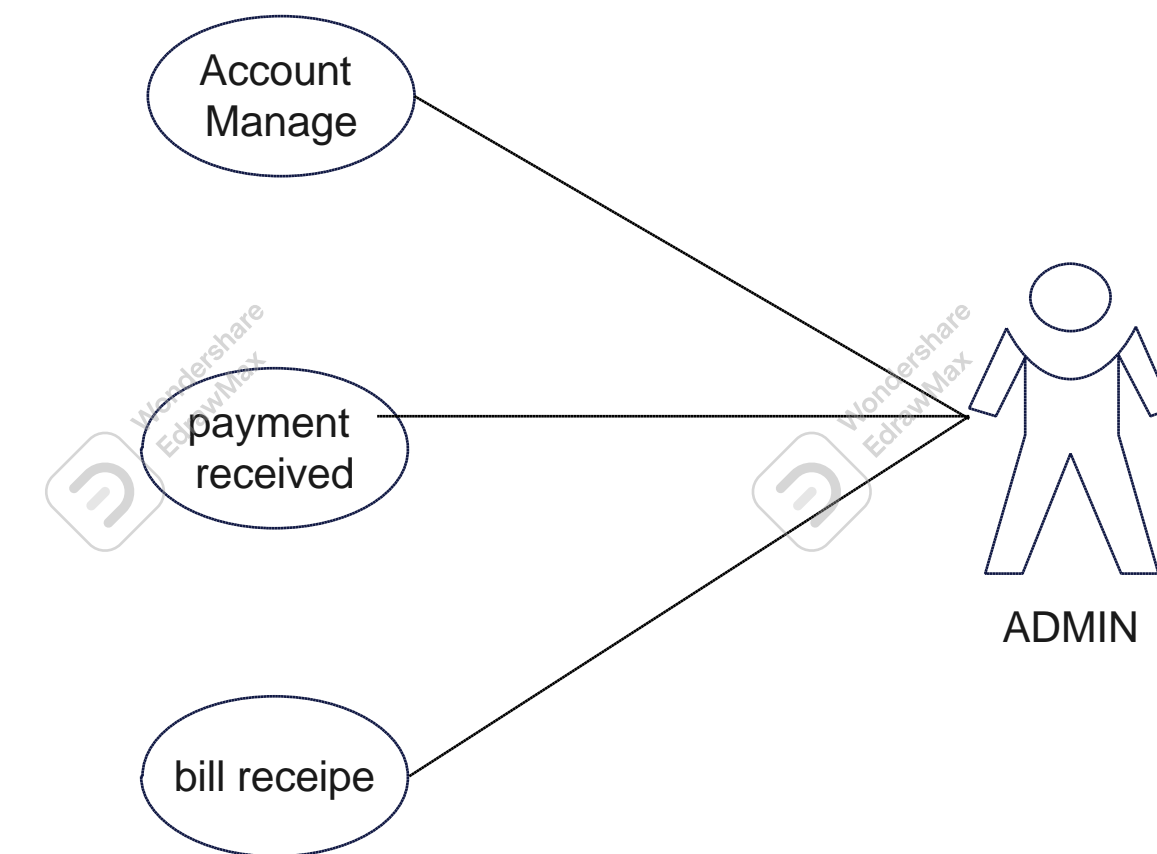 Account
Manage
Wondershare
EdrawMax
Wondershare
EdrawMax
payment
received
ADMIN
bill receipe